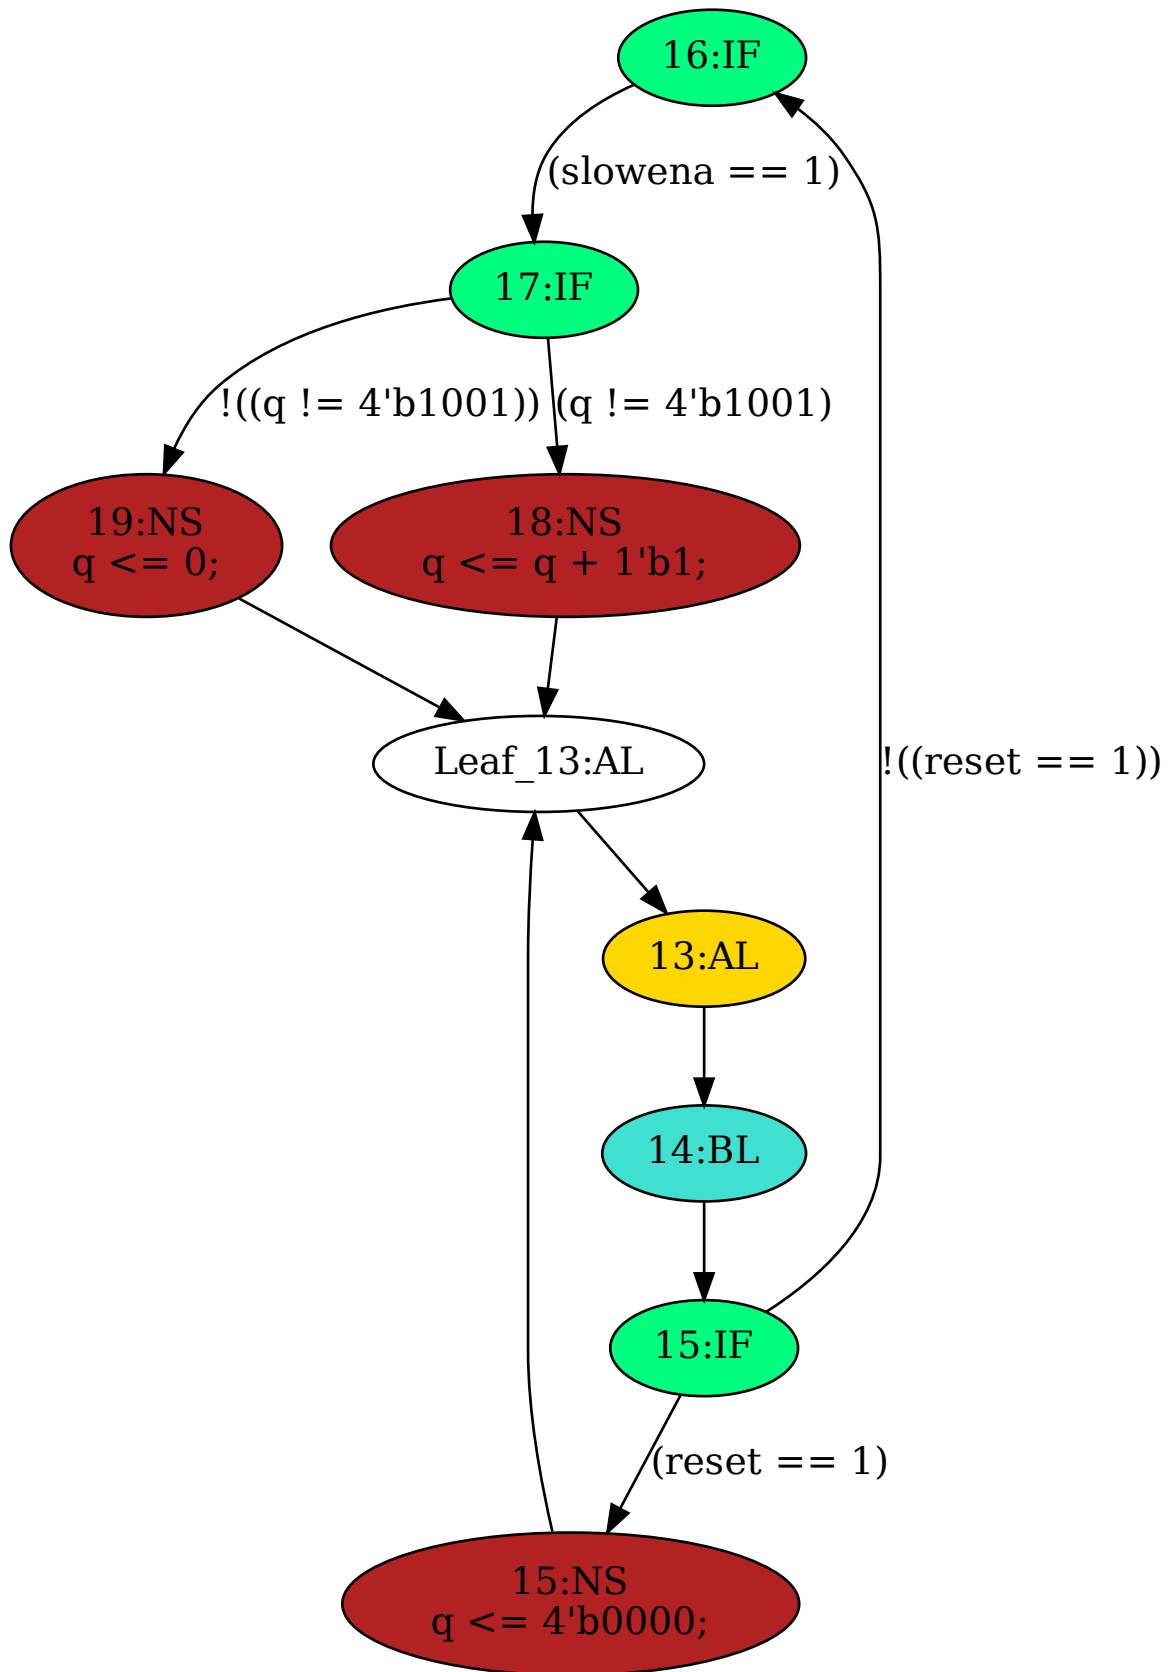 16:IF
(slowena == 1)
17:IF
!((q != 4'b1001))
(q != 4'b1001)
19:NS
q <= 0;
18:NS
q <= q + 1'b1;
Leaf_13:AL
!((reset == 1))
13:AL
14:BL
15:IF
(reset == 1)
15:NS
q <= 4'b0000;